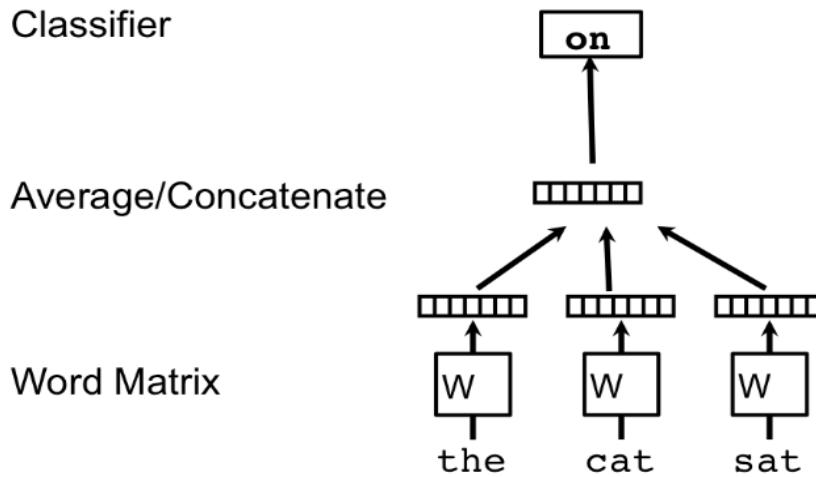 Classifier
on
Average/Concatenate
Word Matrix
W W W
the cat sat